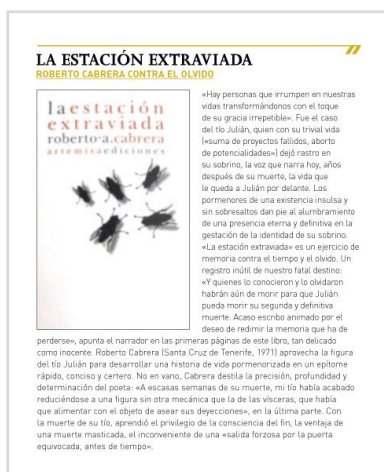 LA ESTACIÓN EXTRAVIADA
ROBERTO CABRERA CONTRA EL OLVIDO
laestación
extraviada
roberto·a.cabrera
artemisaediciones
«Hay personas que irrumpen en nuestras
vidas transformándonos con el toque
de su gracia irrepetible». Fue el caso
del tío Julián, quien con su trivial vida
(«suma de proyectos fallidos, aborto
de potencialidades») dejó rastro en
su sobrino, la voz que narra hoy, años
después de su muerte, la vida que
le queda a Julián por delante. Los
pormenores de una existencia insulsa y
sin sobresaltos dan pie al alumbramiento
de una presencia eterna y definitiva en la
gestación de la identidad de su sobrino.
«La estación extraviada» es un ejercicio de
memoria contra el tiempo y el olvido. Un
registro inútil de nuestro fatal destino:
«Y quienes lo conocieron y lo olvidaron
habrán aún de morir para que Julián
pueda morir su segunda y definitiva
muerte. Acaso escribo animado por el
deseo de redimir la memoria que ha de
perderse», apunta el narrador en las primeras páginas de este libro, tan delicado
como inocente. Roberto Cabrera (Santa Cruz de Tenerife, 1971) aprovecha la figura
del tío Julián para desarrollar una historia de vida pormenorizada en un epítome
rápido, conciso y certero. No en vano, Cabrera destila la precisión, profundidad y
determinación del poeta: «A escasas semanas de su muerte, mi tío había acabado
reduciéndose a una figura sin otra mecánica que la de las vísceras, que había
que alimentar con el objeto de asear sus deyecciones», en la última parte. Con
la muerte de su tío, aprendió el privilegio de la consciencia del fin, la ventaja de
una muerte masticada, el inconveniente de una «salida forzosa por la puerta
equivocada, antes de tiempo».